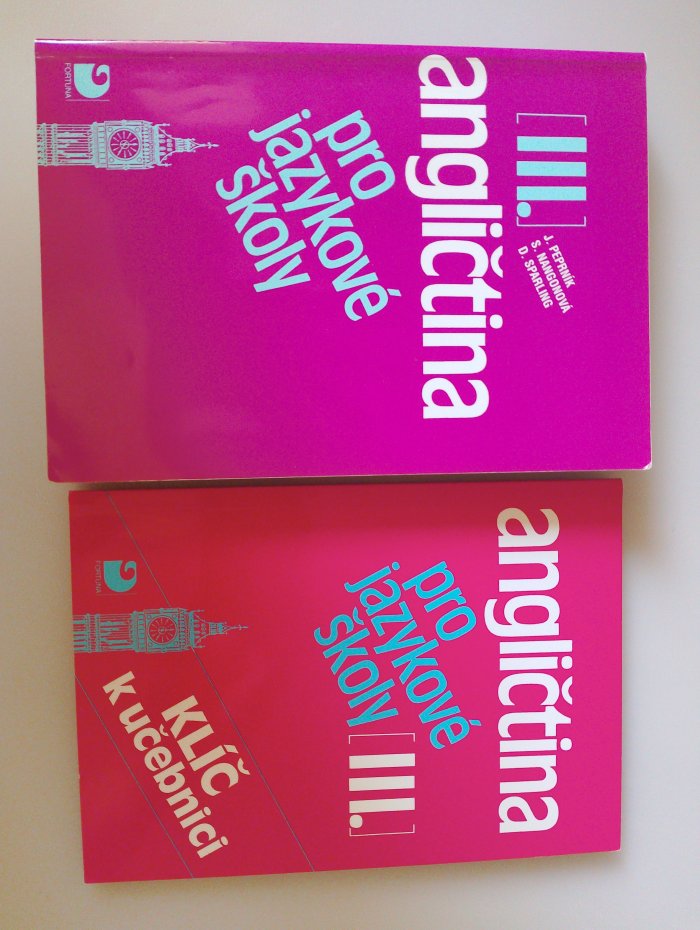 [III.]
J. PEPRNÍK
S. NANGONOVÁ
D. SPARLING
angličtina
pro
jazykové
školy
FORTUNA
angličtina
pro
jazykové
školy
[III.]
KLÍČ
k učebnici
FORTUNA